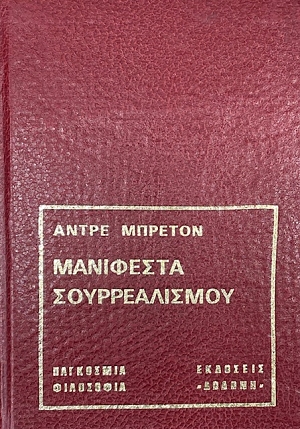 ΑΝΤΡΕ ΜΠΡΕΤΟΝ
ΜΑΝΙΦΕΣΤΑ
ΣΟΥΡΡΕΑΛΙΣΜΟΥ
ΠΑΓΚΟΣΜΙΑ
ΦΙΛΟΣΟΦΙΑ
ΕΚΔΟΣΕΙΣ
«ΔΩΔΩΝΗ»